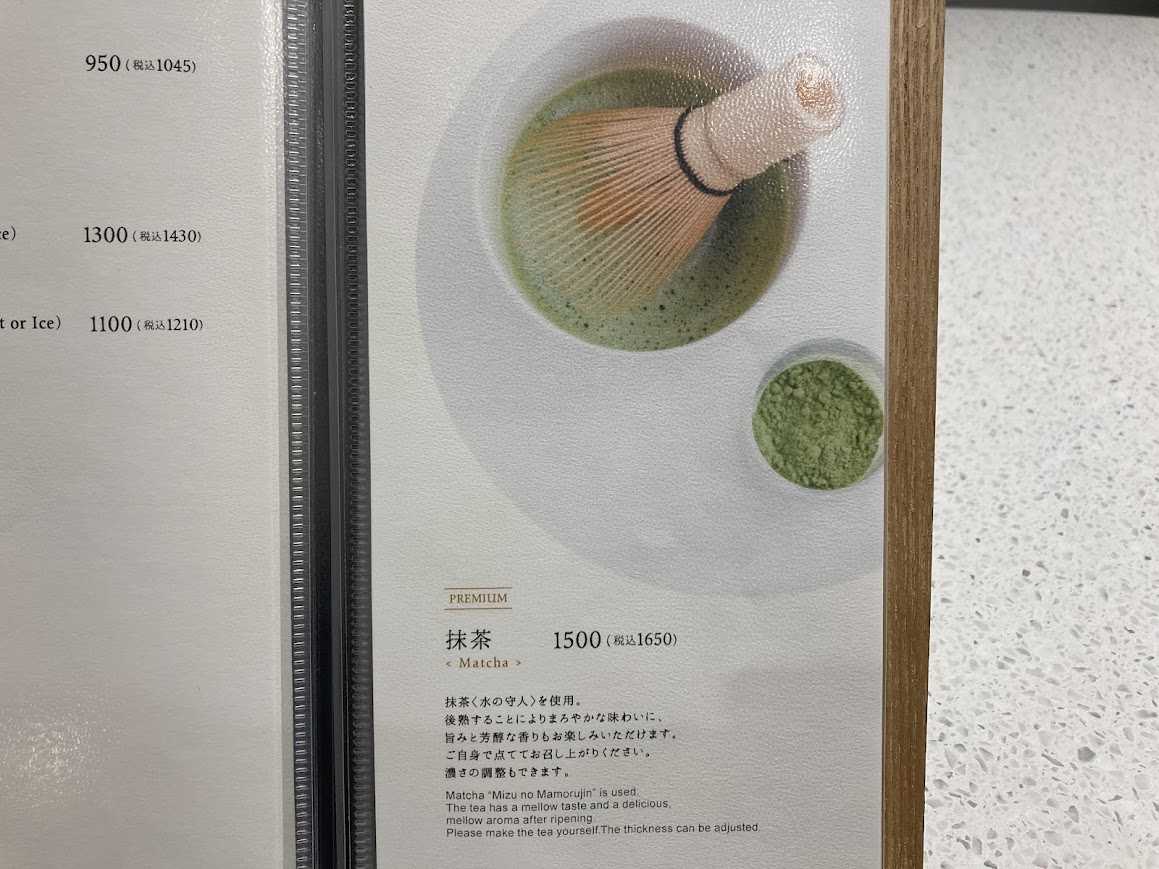 950 (税込1045)
1300 (税込1430)
t or Ice) 1100 (税込1210)
PREMIUM
抹茶 1500 (税込1650)
< Matcha >
抹茶〈水の守人〉を使用。
後熟することによりまろやかな味わいに、
旨みと芳醇な香りもお楽しみいただけます。
ご自身で点ててお召し上がりください。
濃さの調整もできます。
Matcha “Mizu no Mamorujin” is used.
The tea has a mellow taste and a delicious,
mellow aroma after ripening.
Please make the tea yourself.The thickness can be adjusted.